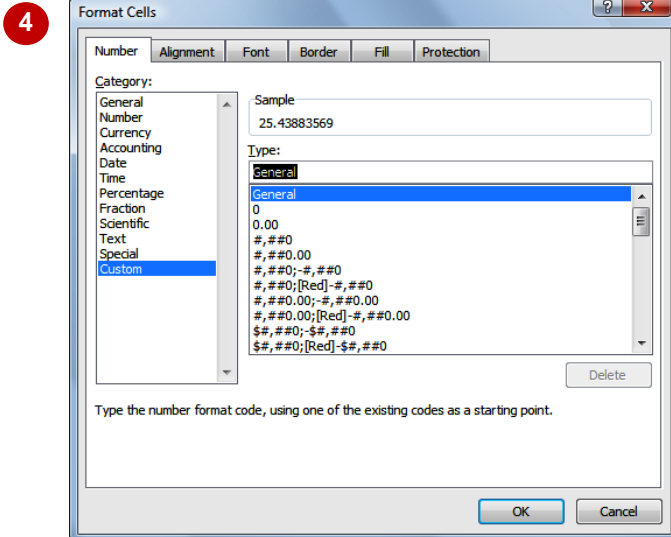 4
Format Cells
? X
Number Alignment Font Border Fill Protection
Category:
General
Number
Currency
Accounting
Date
Time
Percentage
Fraction
Scientific
Text
Special
Custom
Sample
25.43883569
Type:
General
General
0
0.00
#,##0
#,##0.00
#,##0;-#,##0
#,##0;[Red]-#,##0
#,##0.00;-#,##0.00
#,##0.00;[Red]-#,##0.00
$#,##0;-$#,##0
$#,##0;[Red]-$#,##0
Delete
Type the number format code, using one of the existing codes as a starting point.
OK Cancel